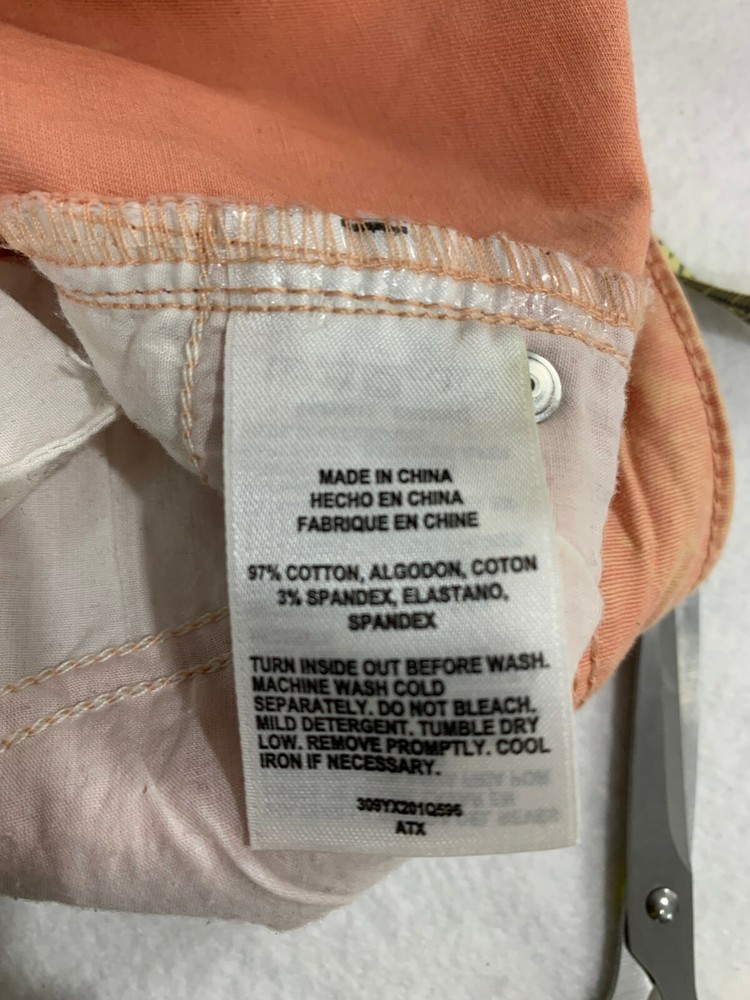 MADE IN CHINA
HECHO EN CHINA
FABRIQUE EN CHINE
97% COTTON, ALGODON, COTON
3% SPANDEX, ELASTANO,
SPANDEX
TURN INSIDE OUT BEFORE WASH.
MACHINE WASH COLD
SEPARATELY. DO NOT BLEACH.
MILD DETERGENT. TUMBLE DRY
LOW. REMOVE PROMPTLY. COOL
IRON IF NECESSARY.
309YX201Q596
ATX